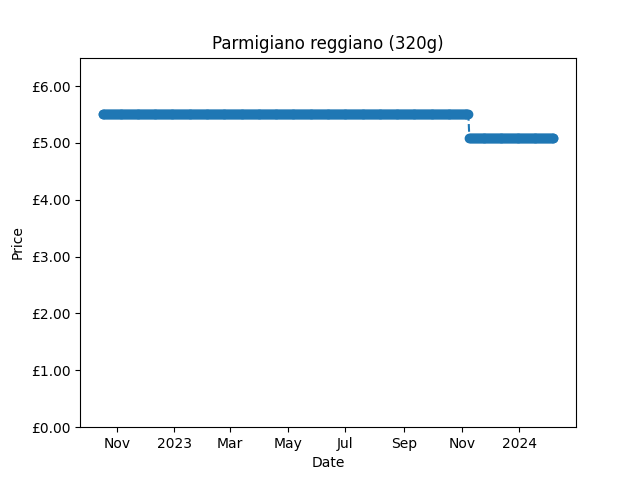 Parmigiano reggiano (320g)
£6.00
£5.00
£4.00
£3.00
£2.00
£1.00
£0.00
Price
Nov 2023 Mar May Jul Sep Nov 2024
Date